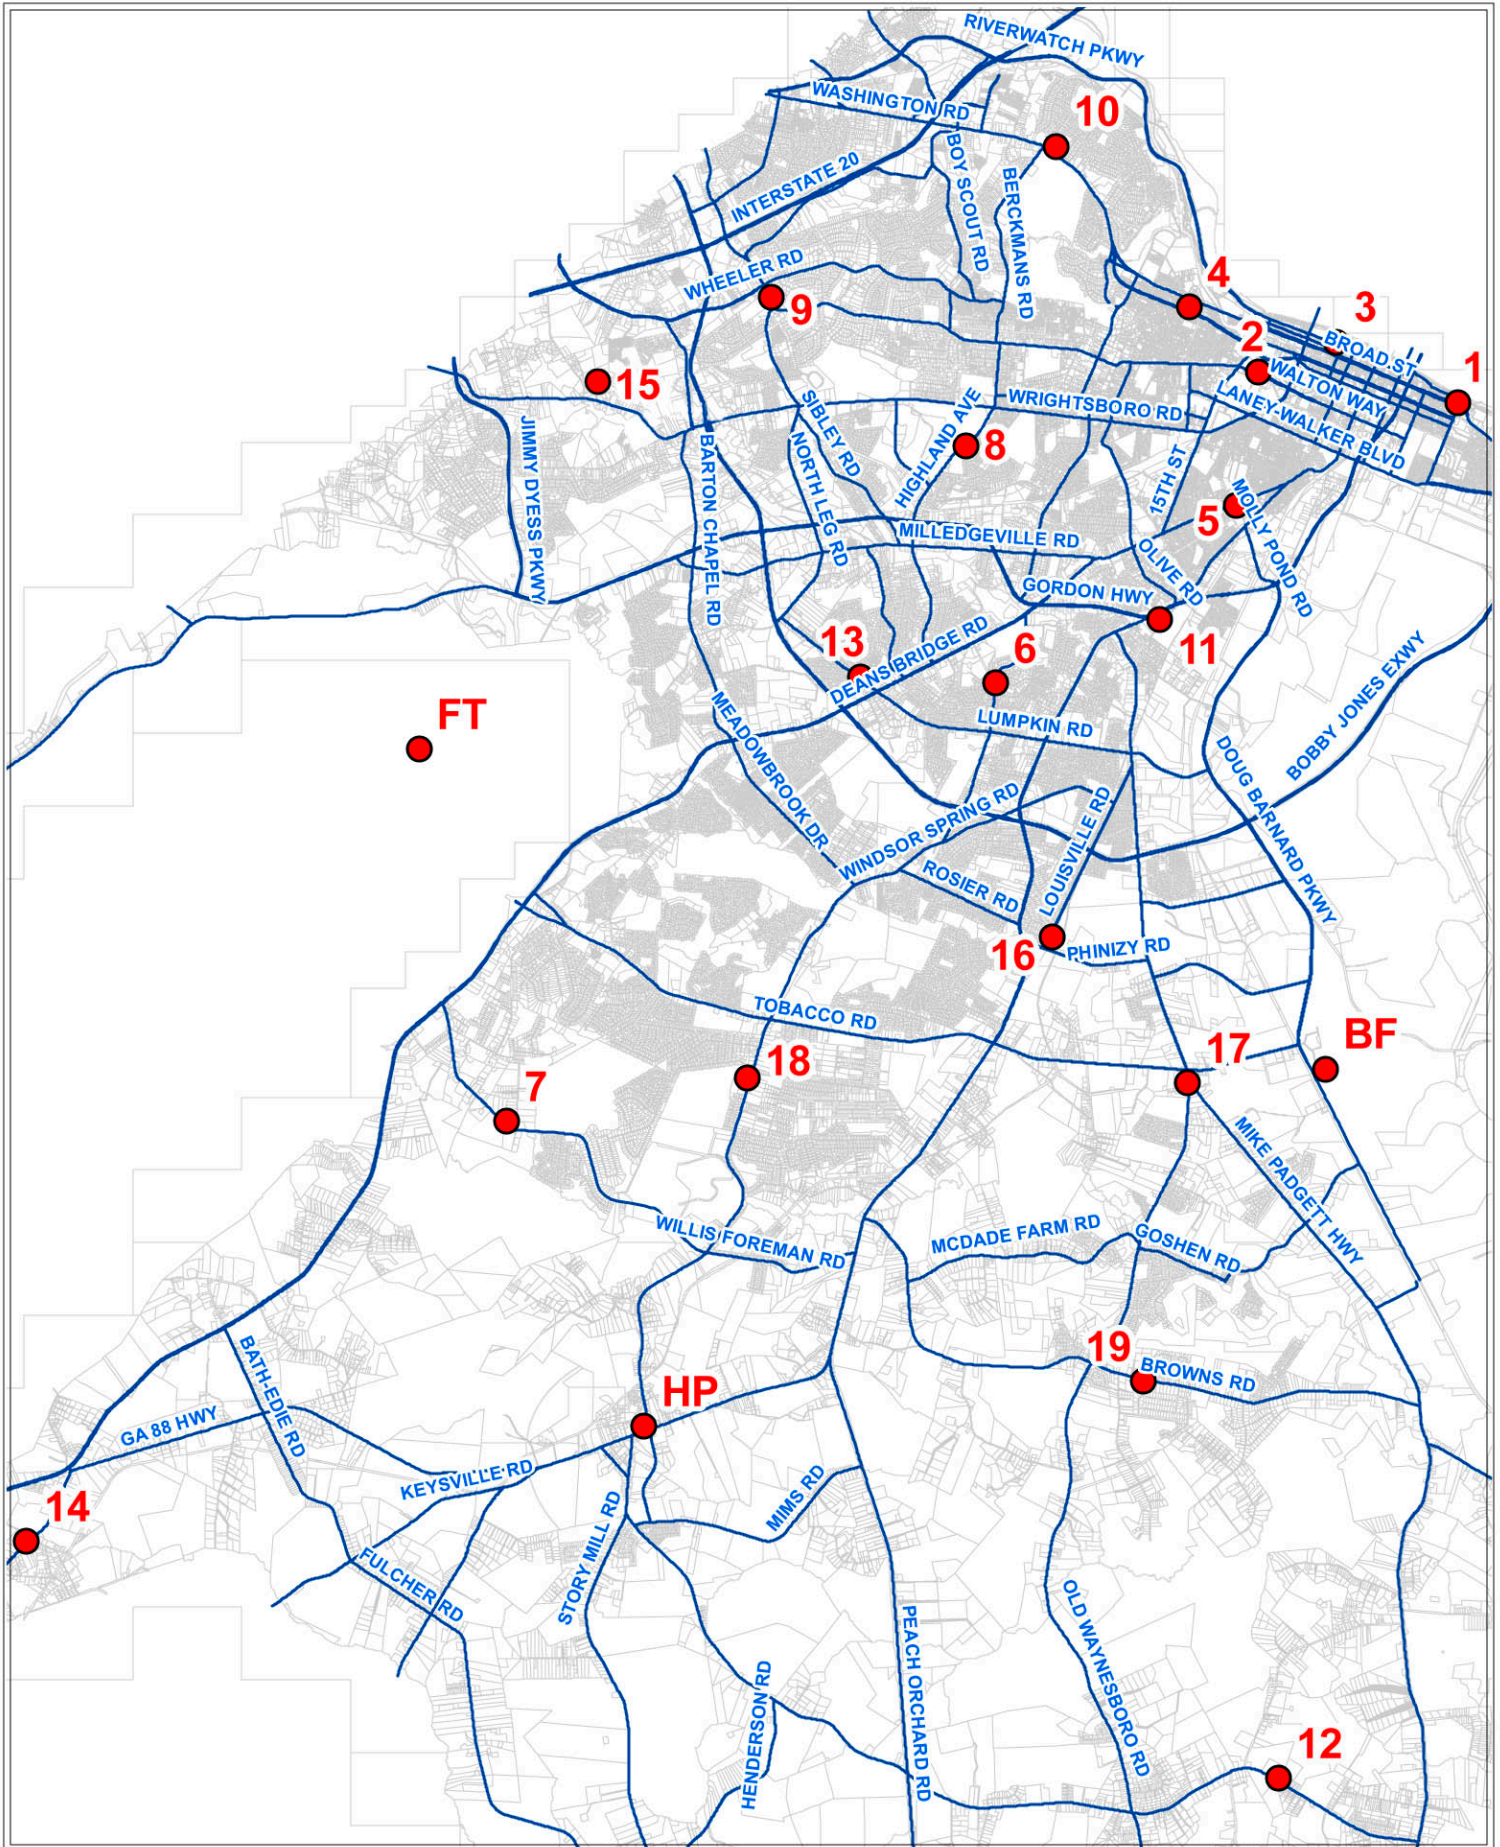 RIVERWATCH PKWY
WASHINGTON RD
10
BOY SCOUT RD
INTERSTATE 20
BERCKMANS RD
WHEELER RD
9
4
3
2
BROAD ST
1
15
WALTON WAY
LANEY-WALKER BLVD
WRIGHTSBORO RD
SIBLEY RD
HIGHLAND AVE
8
JIMMY DYESS PKWY
BARTON CHAPEL RD
NORTH LEG RD
15TH ST
5
MOLLY POND RD
MILLEDGEVILLE RD
OLIVE RD
GORDON HWY
11
13
DEANS BRIDGE RD
6
BOBBY JONES EXWY
FT
MEADOWBROOK DR
LUMPKIN RD
DOUG BARNARD PKWY
WINDSOR SPRING RD
LOUISVILLE RD
ROSIER RD
16
PHINIZY RD
TOBACCO RD
BF
17
18
7
MIKE PADGETT HWY
WILLIS FOREMAN RD
MCDADE FARM RD
GOSHEN RD
19
BROWNS RD
BATH-EDIE RD
HP
GA 88 HWY
KEYSVILLE RD
14
MIMS RD
STORY MILL RD
FULCHER RD
HENDERSON RD
PEACH ORCHARD RD
OLD WAYNESBORO RD
12